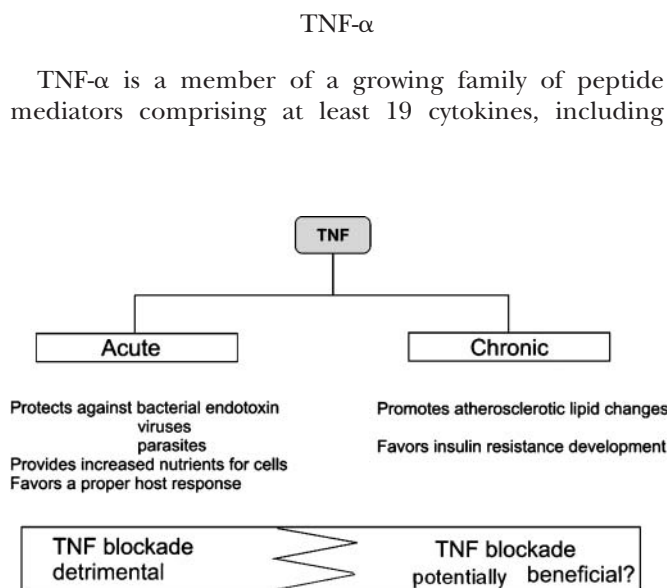 TNF-α
TNF-α is a member of a growing family of peptide
mediators comprising at least 19 cytokines, including
TNF
Acute
Chronic
Protects against bacterial endotoxin
viruses
parasites
Provides increased nutrients for cells
Favors a proper host response
Promotes atherosclerotic lipid changes
Favors insulin resistance development
TNF blockade
detrimental
TNF blockade
potentially beneficial?